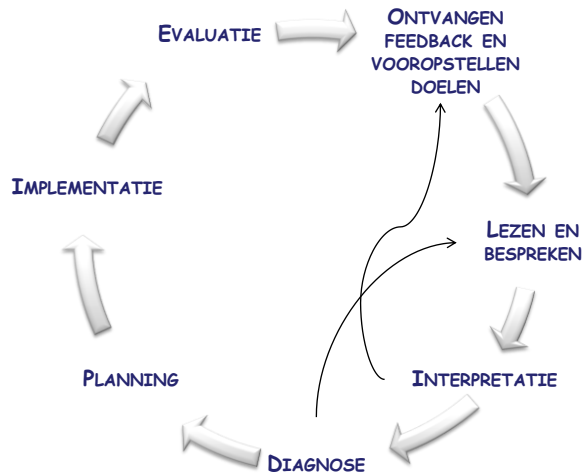 EVALUATIE
ONTVANGEN
FEEDBACK EN
VOOROPSTELLEN
DOELEN
LEZEN EN
BESPREKEN
INTERPRETATIE
DIAGNOSE
PLANNING
IMPLEMENTATIE